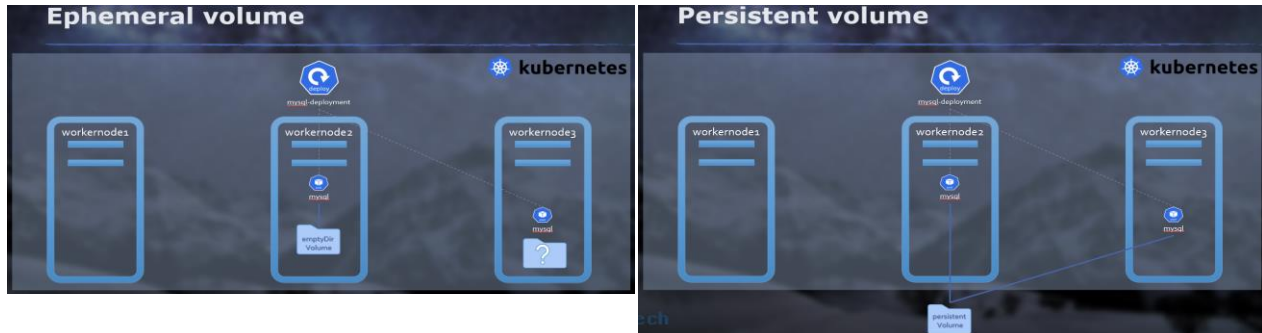 Ephemeral volume
kubernetes
deploy
mysql-deployment
workernode1
workernode2
workernode3
mysql
mysql
emptyDir
Volume
?
Persistent volume
kubernetes
deploy
mysql-deployment
workernode1
workernode2
workernode3
mysql
mysql
persistent
Volume